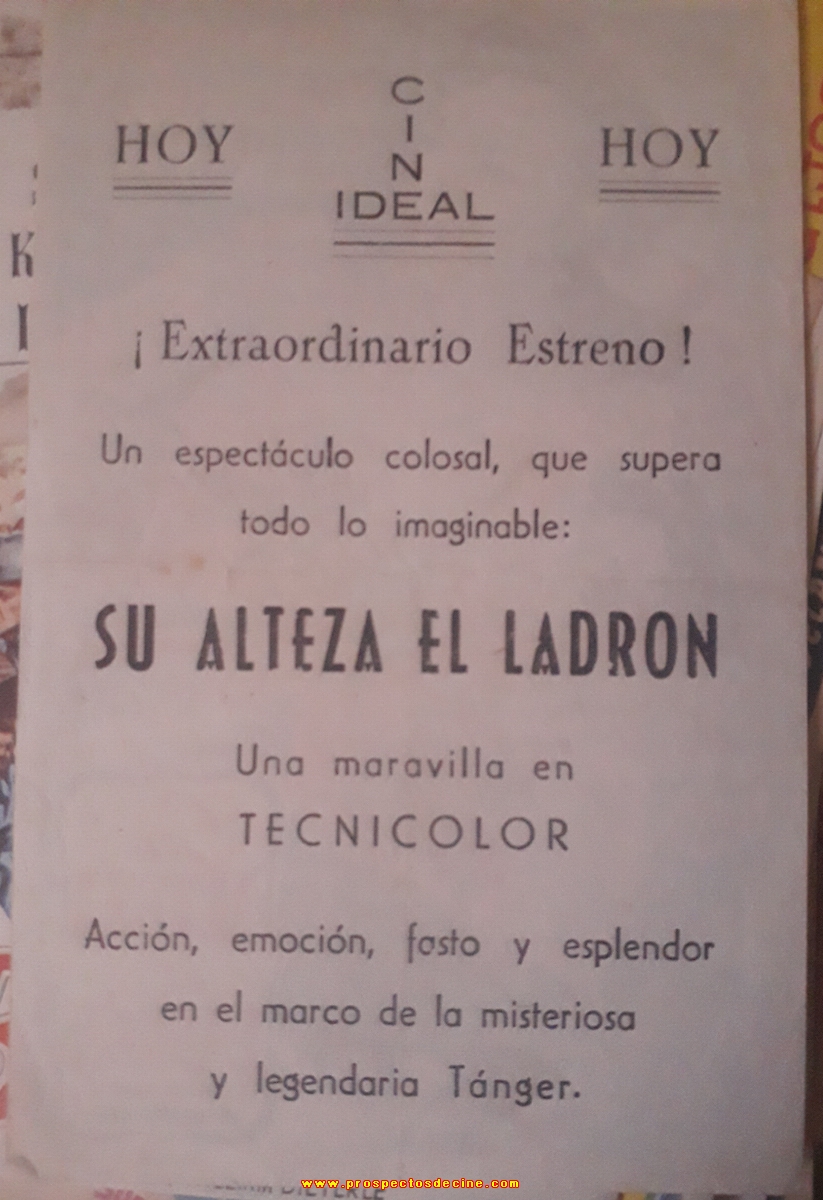 HOY
CIN
IDEAL
HOY
¡Extraordinario Estreno!
Un espectáculo colosal, que supera
todo lo imaginable:
SU ALTEZA EL LADRON
Una maravilla en
TECNICOLOR
Acción, emoción, fasto y esplendor
en el marco de la misteriosa
y legendaria Tánger.
www.prospectosdecine.com